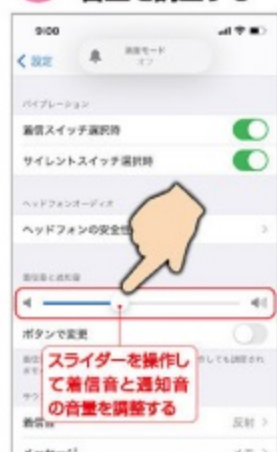 音量を調整する
9:00
設定
消音モード
オフ
バイブレーション
着信スイッチ選択時
サイレントスイッチ選択時
ヘッドフォンオーディオ
ヘッドフォンの安全性
着信音と通知音
ボタンで変更
スライダーを操作し
て着信音と通知音
の音量を調整する
着信音
反射